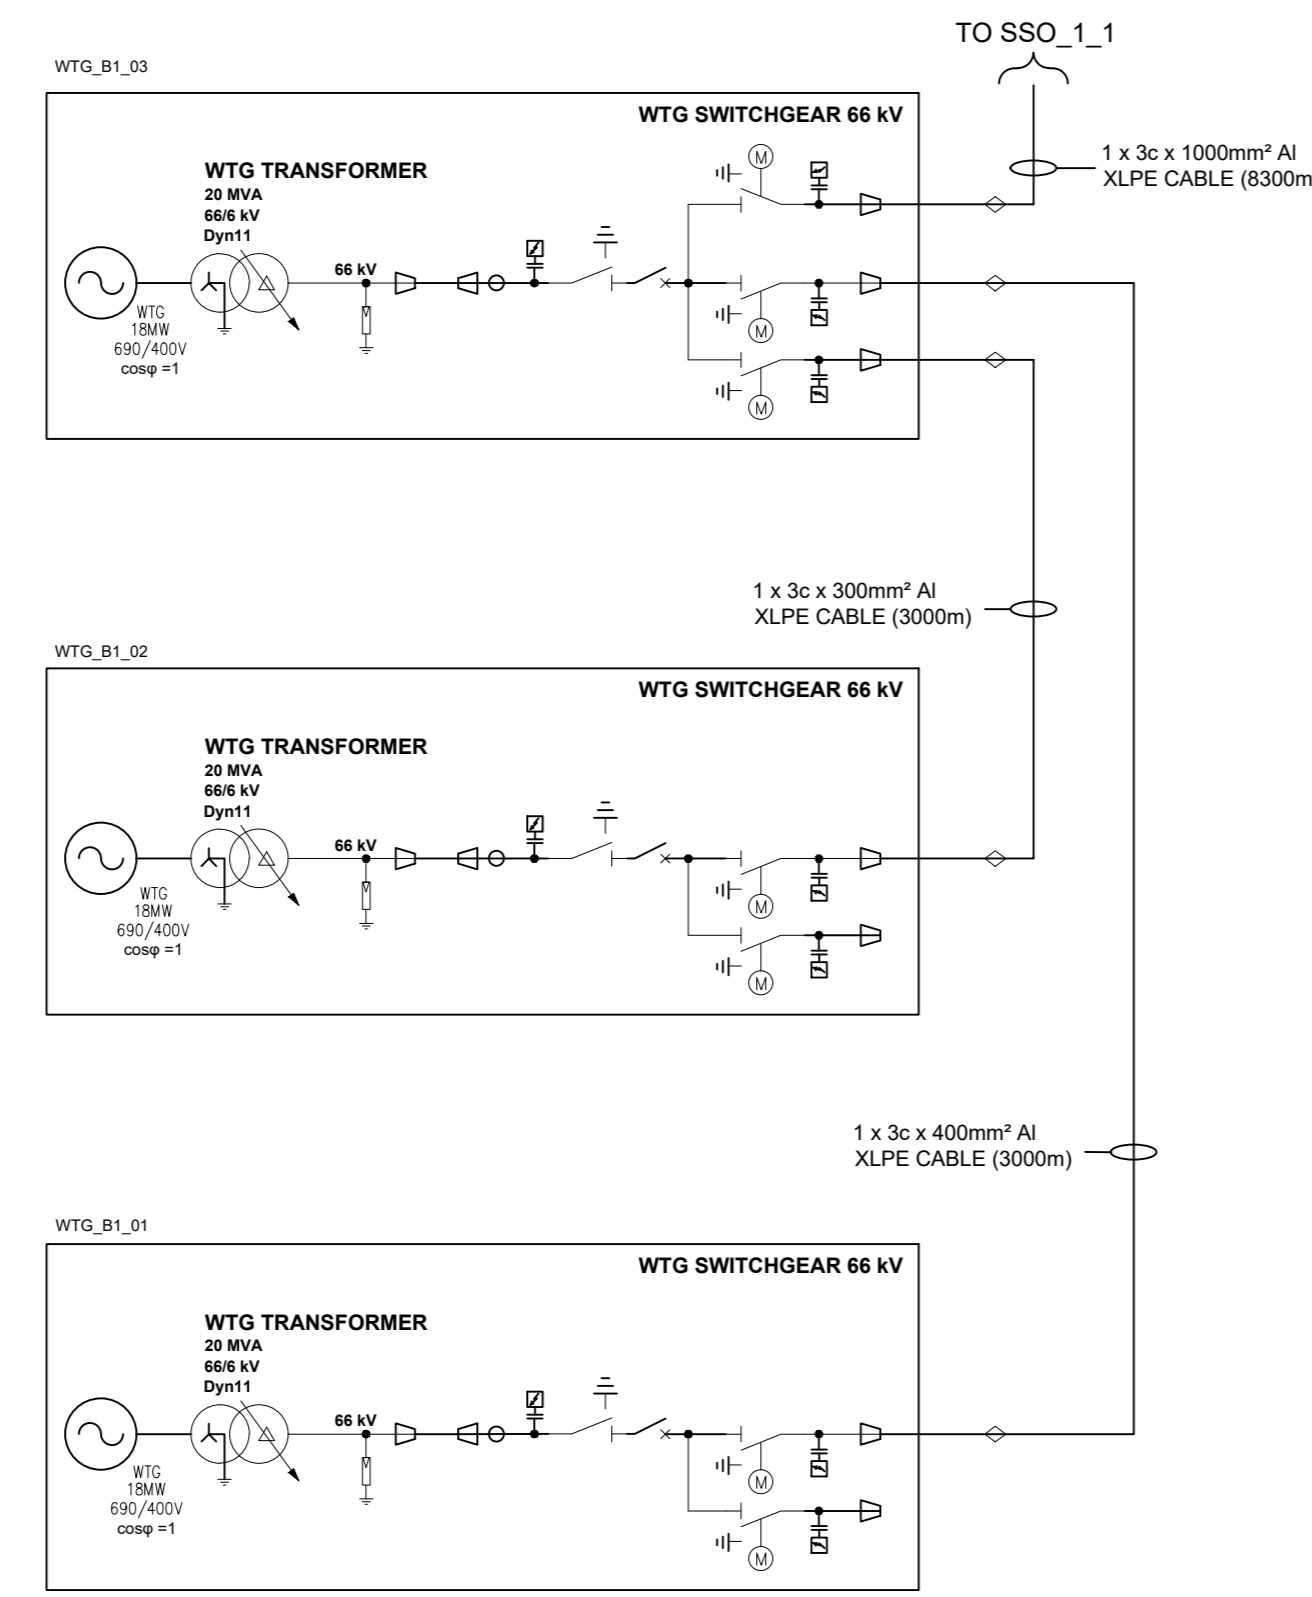 TO SSO_1_1
WTG_B1_03
WTG SWITCHGEAR 66 kV
1 x 3c x 1000mm² Al
XLPE CABLE (8300m
WTG TRANSFORMER
20 MVA
66/6 kV
Dyn11
66 kV
M
M
M
WTG
18MW
690/400V
cosφ =1
1 x 3c x 300mm² Al
XLPE CABLE (3000m)
WTG_B1_02
WTG SWITCHGEAR 66 kV
WTG TRANSFORMER
20 MVA
66/6 kV
Dyn11
66 kV
M
M
WTG
18MW
690/400V
cosφ =1
1 x 3c x 400mm² Al
XLPE CABLE (3000m)
WTG_B1_01
WTG SWITCHGEAR 66 kV
WTG TRANSFORMER
20 MVA
66/6 kV
Dyn11
66 kV
M
M
WTG
18MW
690/400V
cosφ =1